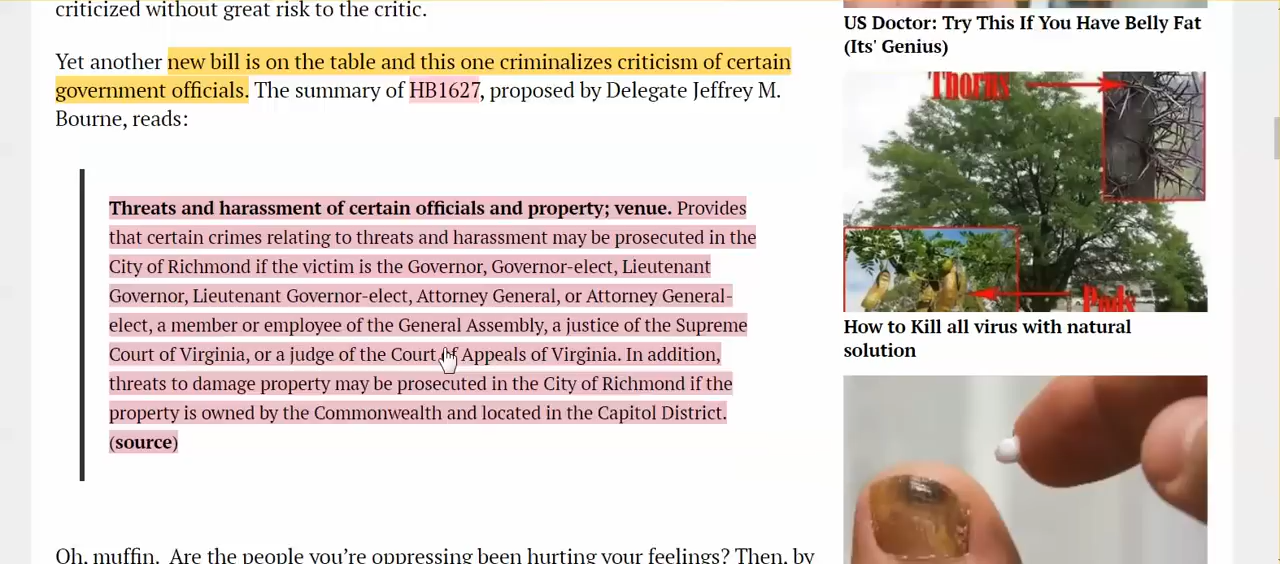 criticized without great risk to the critic.
Yet another new bill is on the table and this one criminalizes criticism of certain
government officials. The summary of HB1627, proposed by Delegate Jeffrey M.
Bourne, reads:
Threats and harassment of certain officials and property; venue. Provides
that certain crimes relating to threats and harassment may be prosecuted in the
City of Richmond if the victim is the Governor, Governor-elect, Lieutenant
Governor, Lieutenant Governor-elect, Attorney General, or Attorney General-
elect, a member or employee of the General Assembly, a justice of the Supreme
Court of Virginia, or a judge of the Court of Appeals of Virginia. In addition,
threats to damage property may be prosecuted in the City of Richmond if the
property is owned by the Commonwealth and located in the Capitol District.
(source)
Oh, muffin. Are the people you’re oppressing been hurting your feelings? Then, by
US Doctor: Try This If You Have Belly Fat
(Its' Genius)
Thorns
Pods
How to Kill all virus with natural
solution